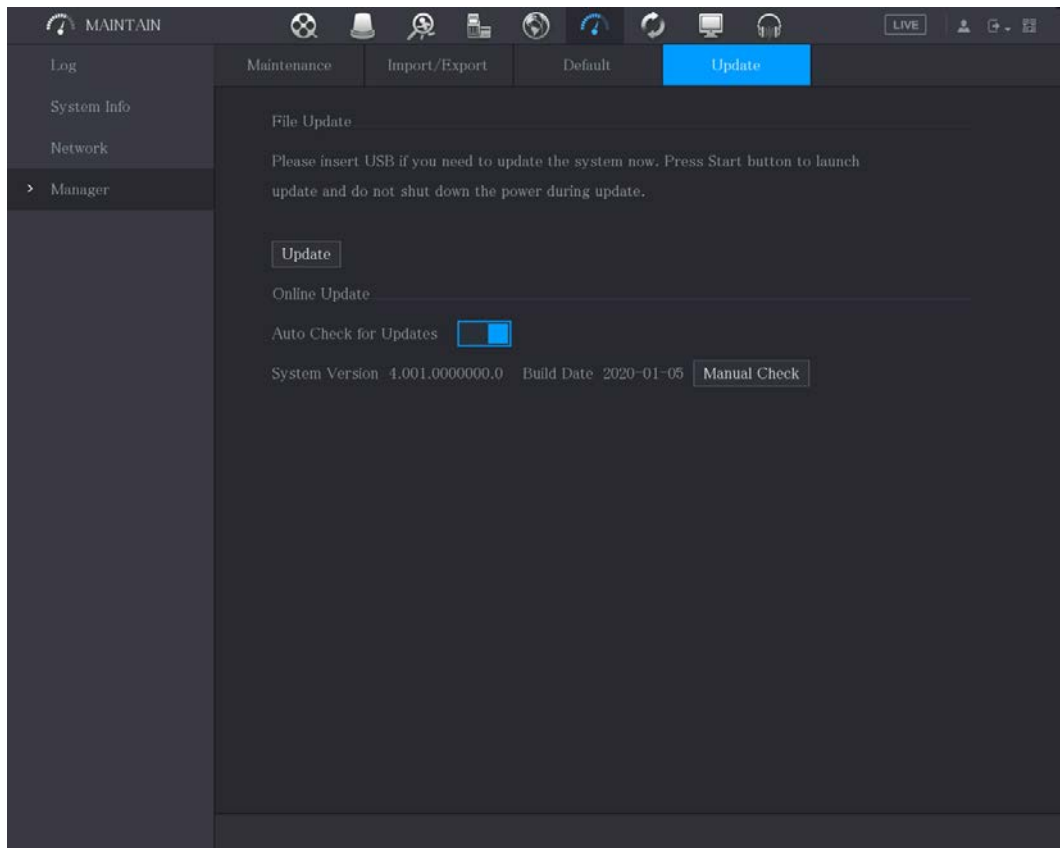 MAINTAIN
LIVE
Log
System Info
Network
Manager
Maintenance Import/Export Default Update
File Update
Please insert USB if you need to update the system now. Press Start button to launch
update and do not shut down the power during update.
Update
Online Update
Auto Check for Updates
System Version 4.001.0000000.0 Build Date 2020-01-05 Manual Check